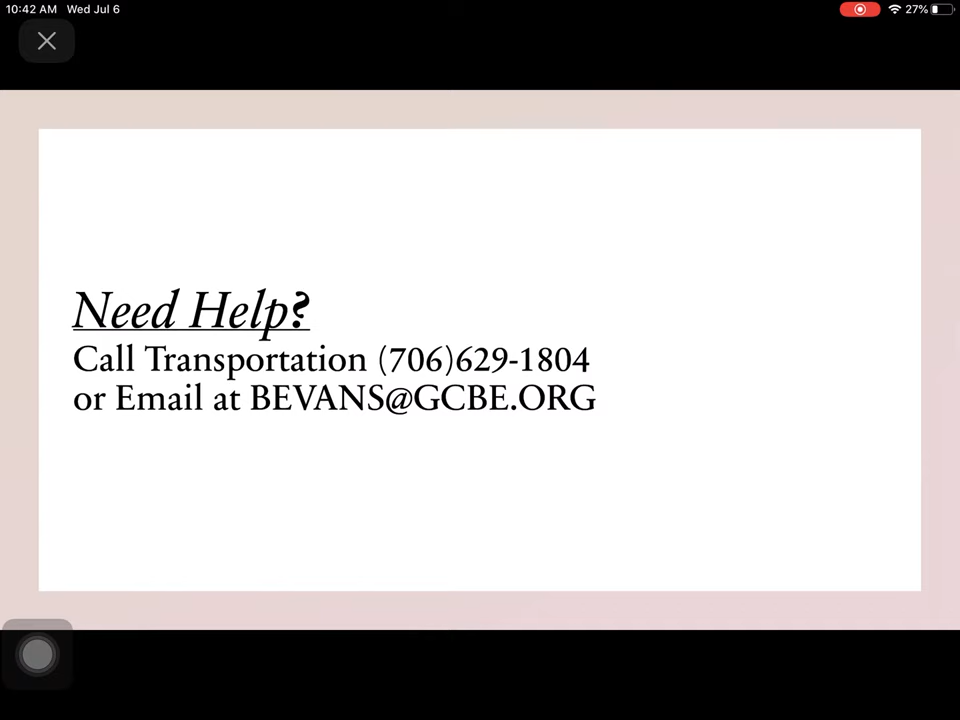 10:42 AM Wed Jul 6
27%
Need Help?
Call Transportation (706)629-1804
or Email at BEVANS@GCBE.ORG